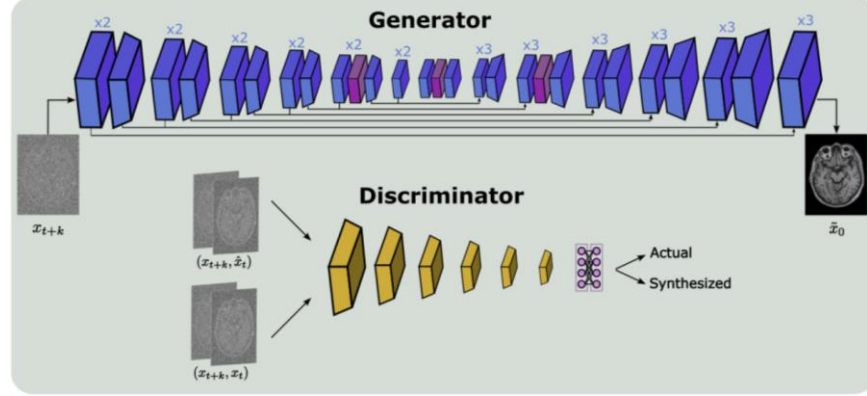 Generator
x2 x2 x2 x2 x2 x2 x3 x3 x3 x3 x3 x3
x_{t+k}
x̃_0
Discriminator
(x_{t+k}, x̂_t)
Actual
Synthesized
(x_{t+k}, x_t)